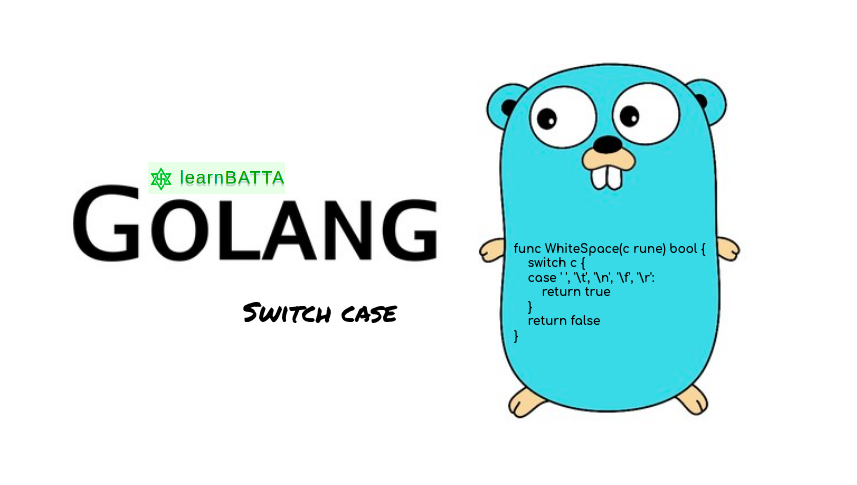 learnBATTA
GOLANG
SWITCH CASE
func WhiteSpace(c rune) bool {
    switch c {
    case ' ', '\t', '\n', '\f', '\r':
        return true
    }
    return false
}